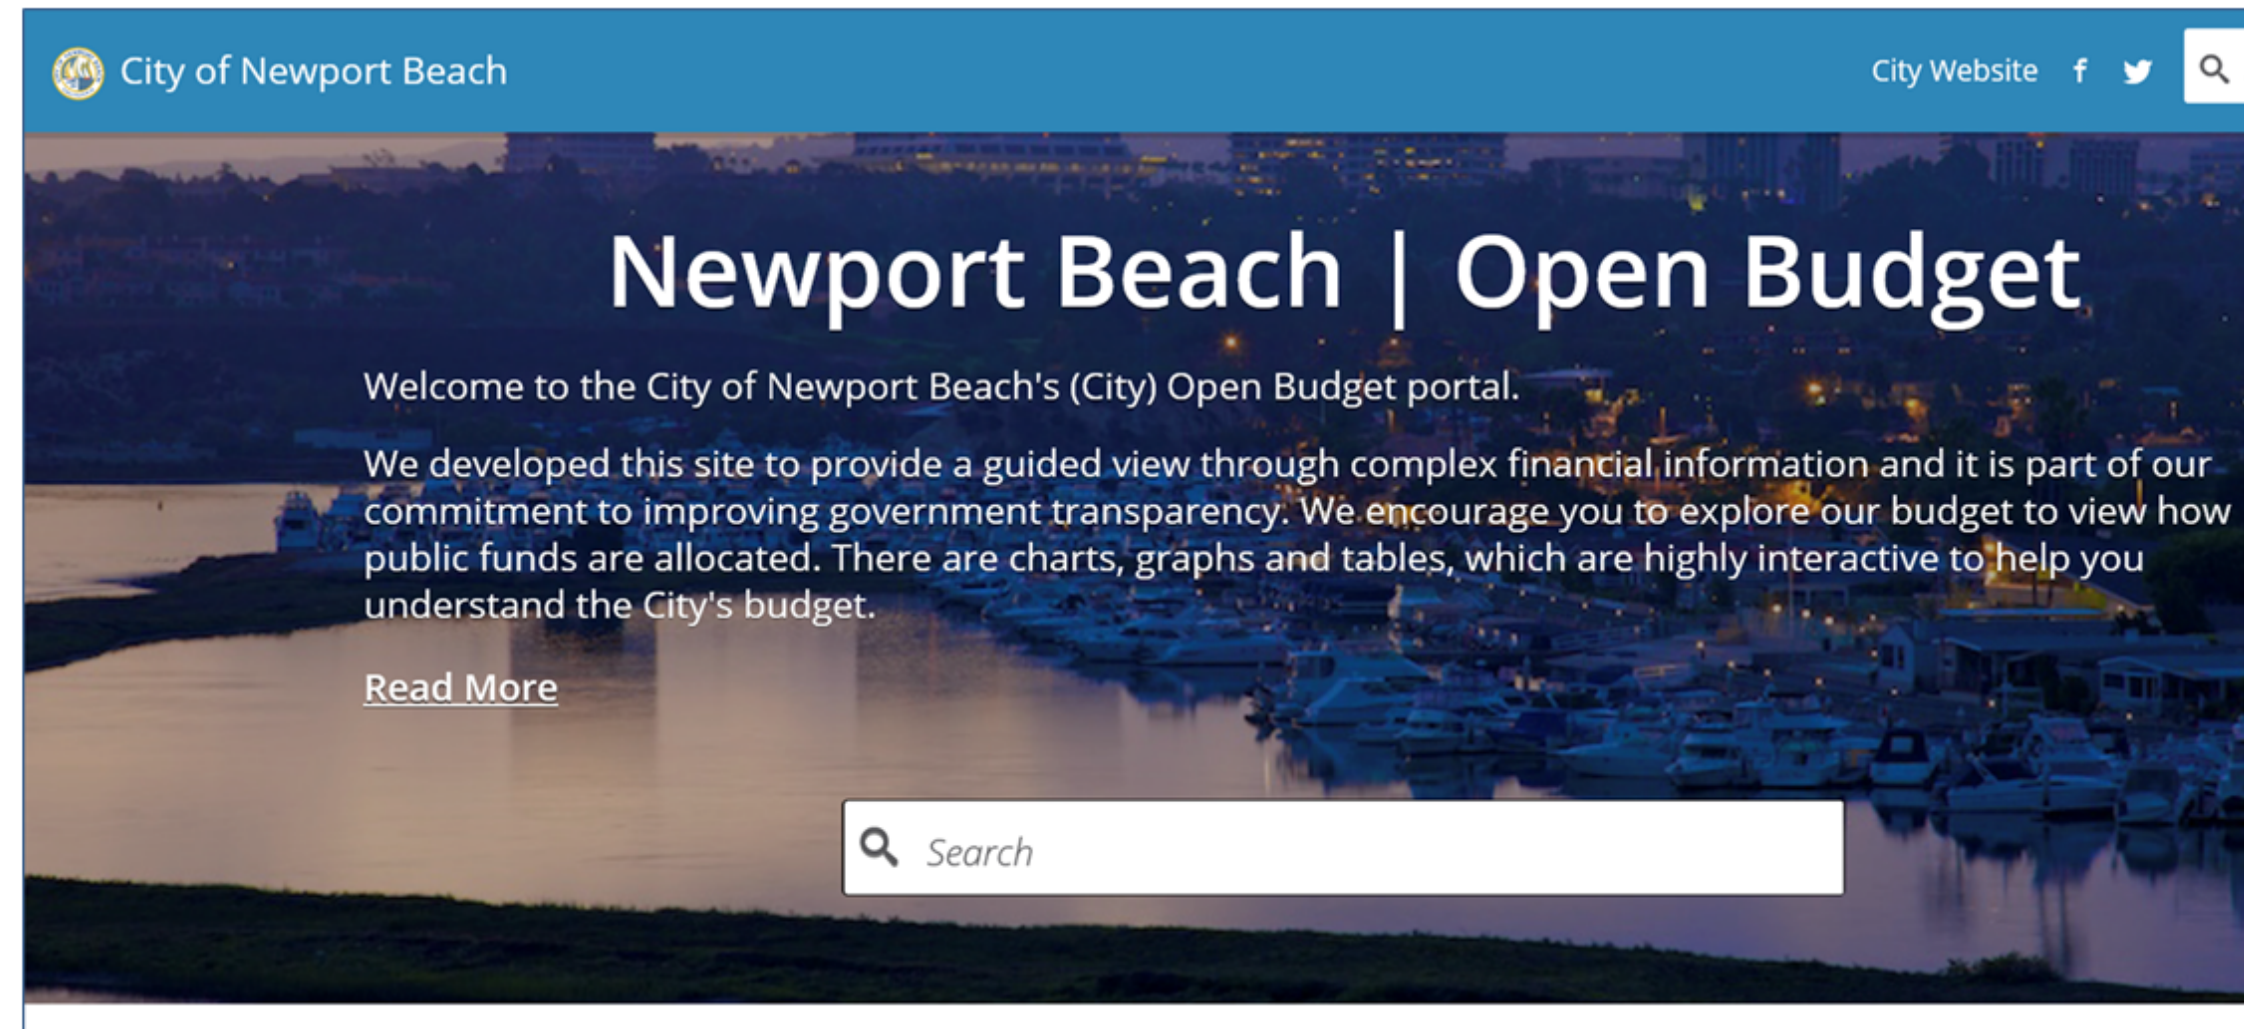 City of Newport Beach
City Website
Newport Beach | Open Budget
Welcome to the City of Newport Beach's (City) Open Budget portal.
We developed this site to provide a guided view through complex financial information and it is part of our
commitment to improving government transparency. We encourage you to explore our budget to view how
public funds are allocated. There are charts, graphs and tables, which are highly interactive to help you
understand the City's budget.
Read More
Search